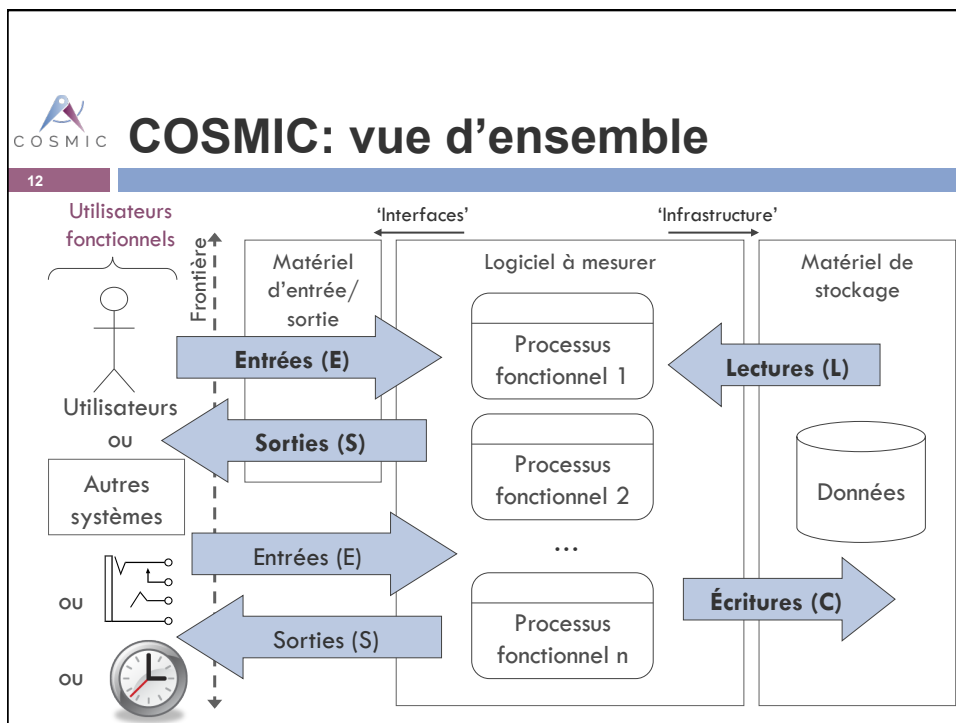 COSMIC
COSMIC: vue d’ensemble
12
Utilisateurs
fonctionnels
Frontière
‘Interfaces’
‘Infrastructure’
Matériel
d’entrée/
sortie
Logiciel à mesurer
Matériel de
stockage
Entrées (E)
Processus
fonctionnel 1
Lectures (L)
Utilisateurs
ou
Sorties (S)
Processus
fonctionnel 2
Données
Autres
systèmes
Entrées (E)
...
ou
Sorties (S)
Processus
fonctionnel n
Écritures (C)
ou